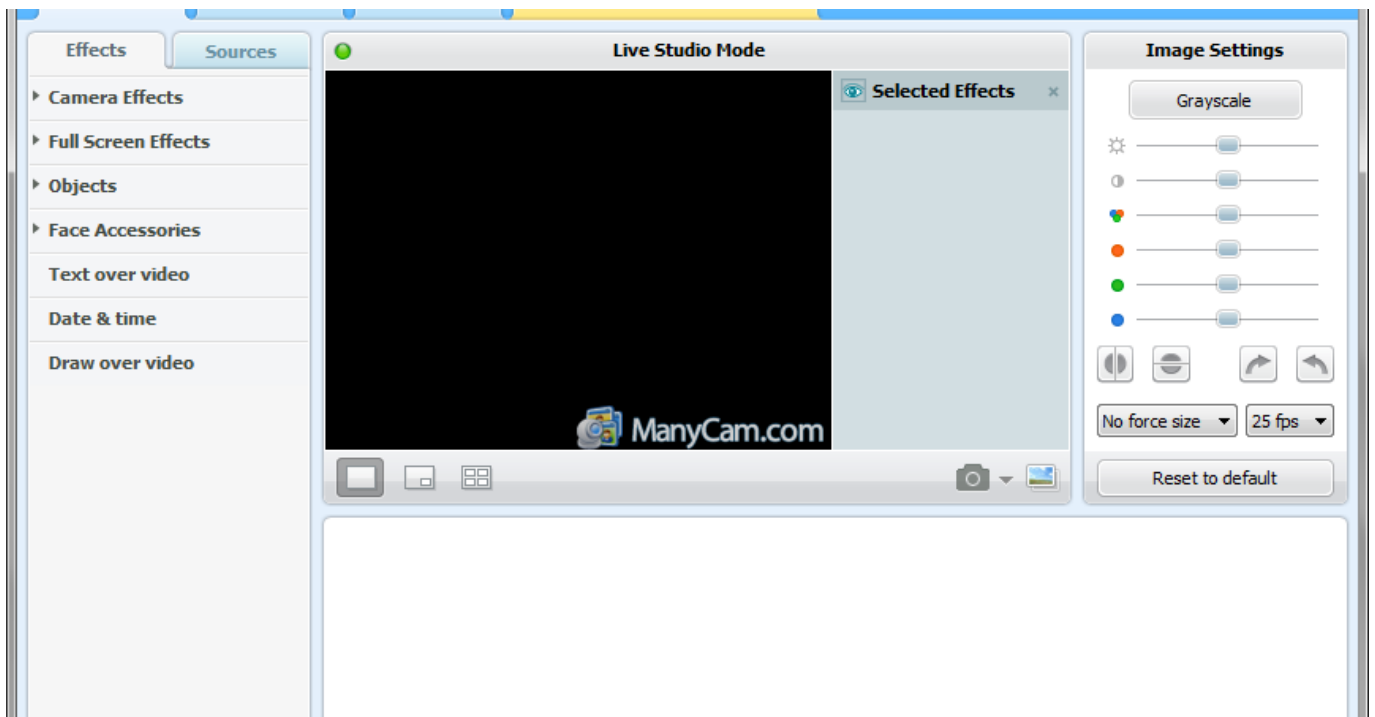 Effects
Sources
Camera Effects
Full Screen Effects
Objects
Face Accessories
Text over video
Date & time
Draw over video
Live Studio Mode
Selected Effects
ManyCam.com
Image Settings
Grayscale
No force size
25 fps
Reset to default